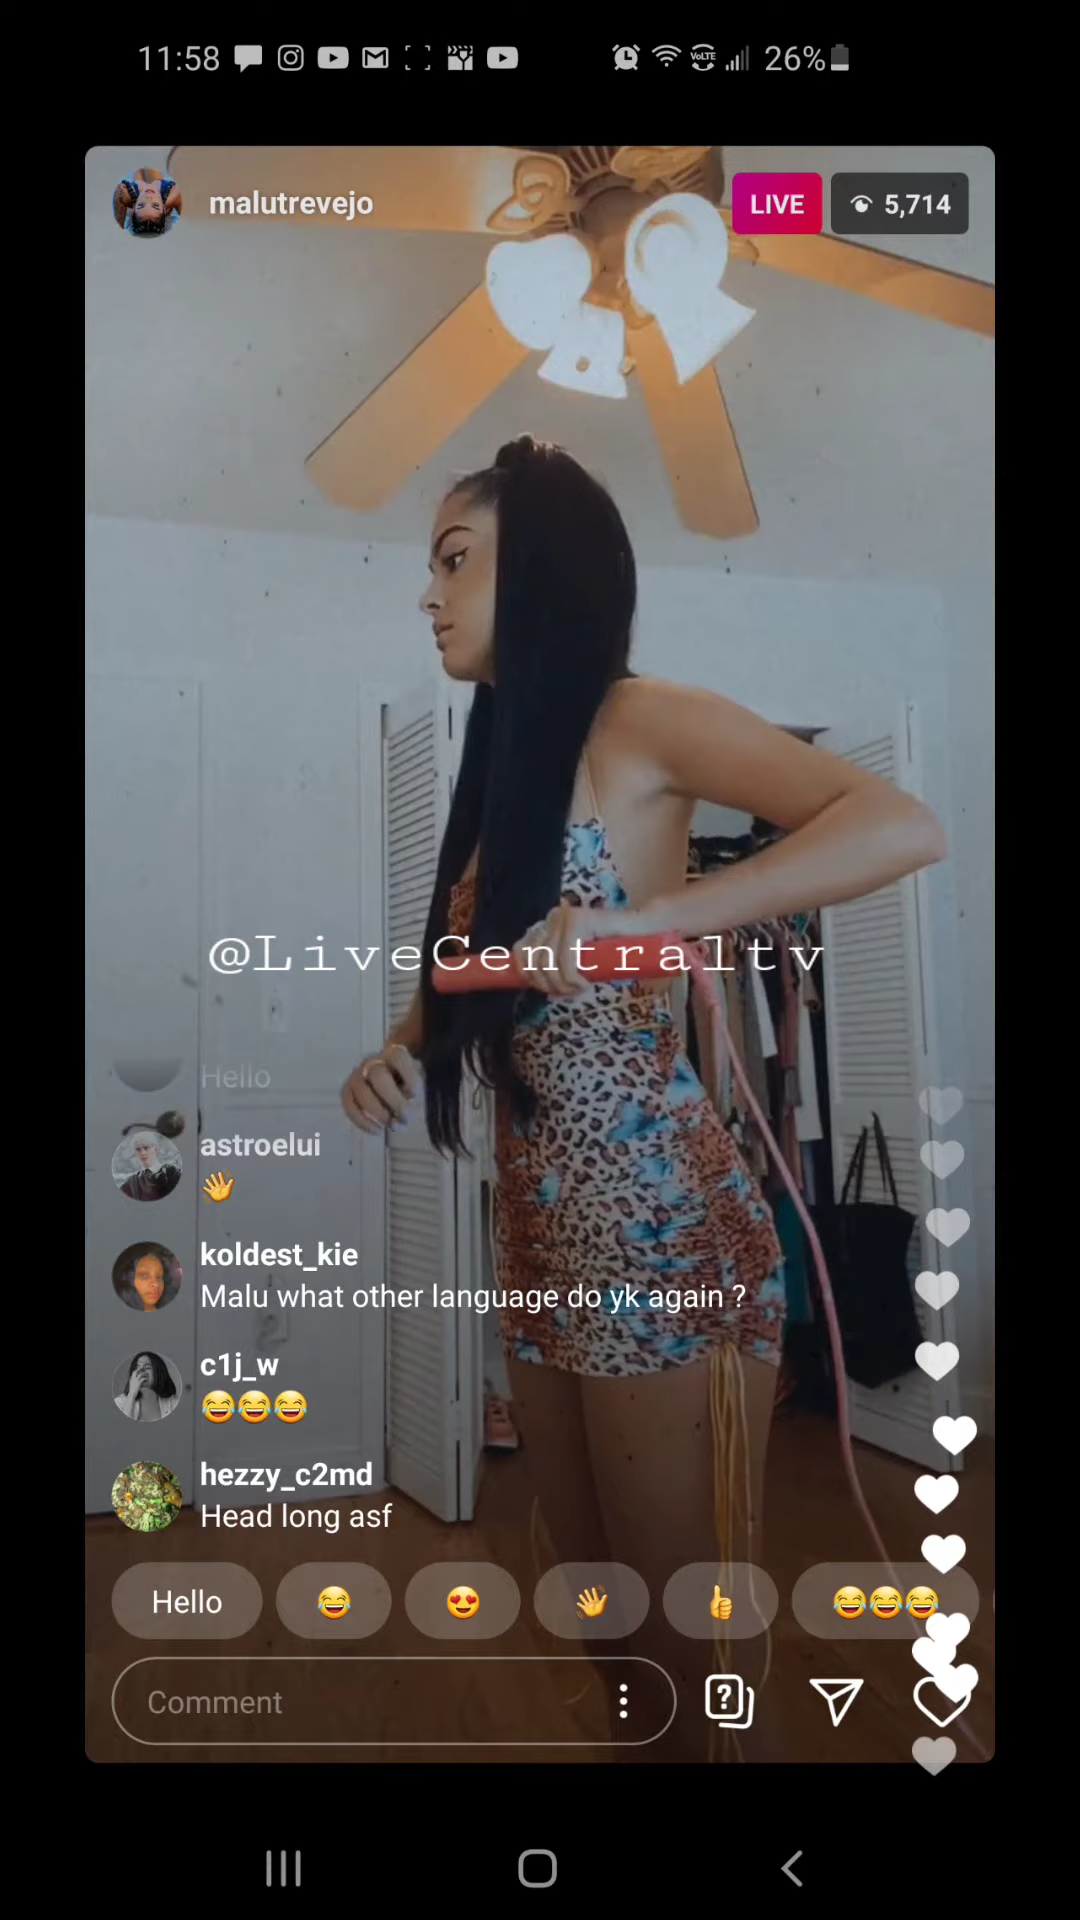 11:58
VoLTE
26%
malutrevejo
LIVE
5,714
@LiveCentraltv
Hello
astroelui
👋
koldest_kie
Malu what other language do yk again ?
c1j_w
😂😂😂
hezzy_c2md
Head long asf
Hello 😂 😍 👋 👍 😂😂😂
Comment
?